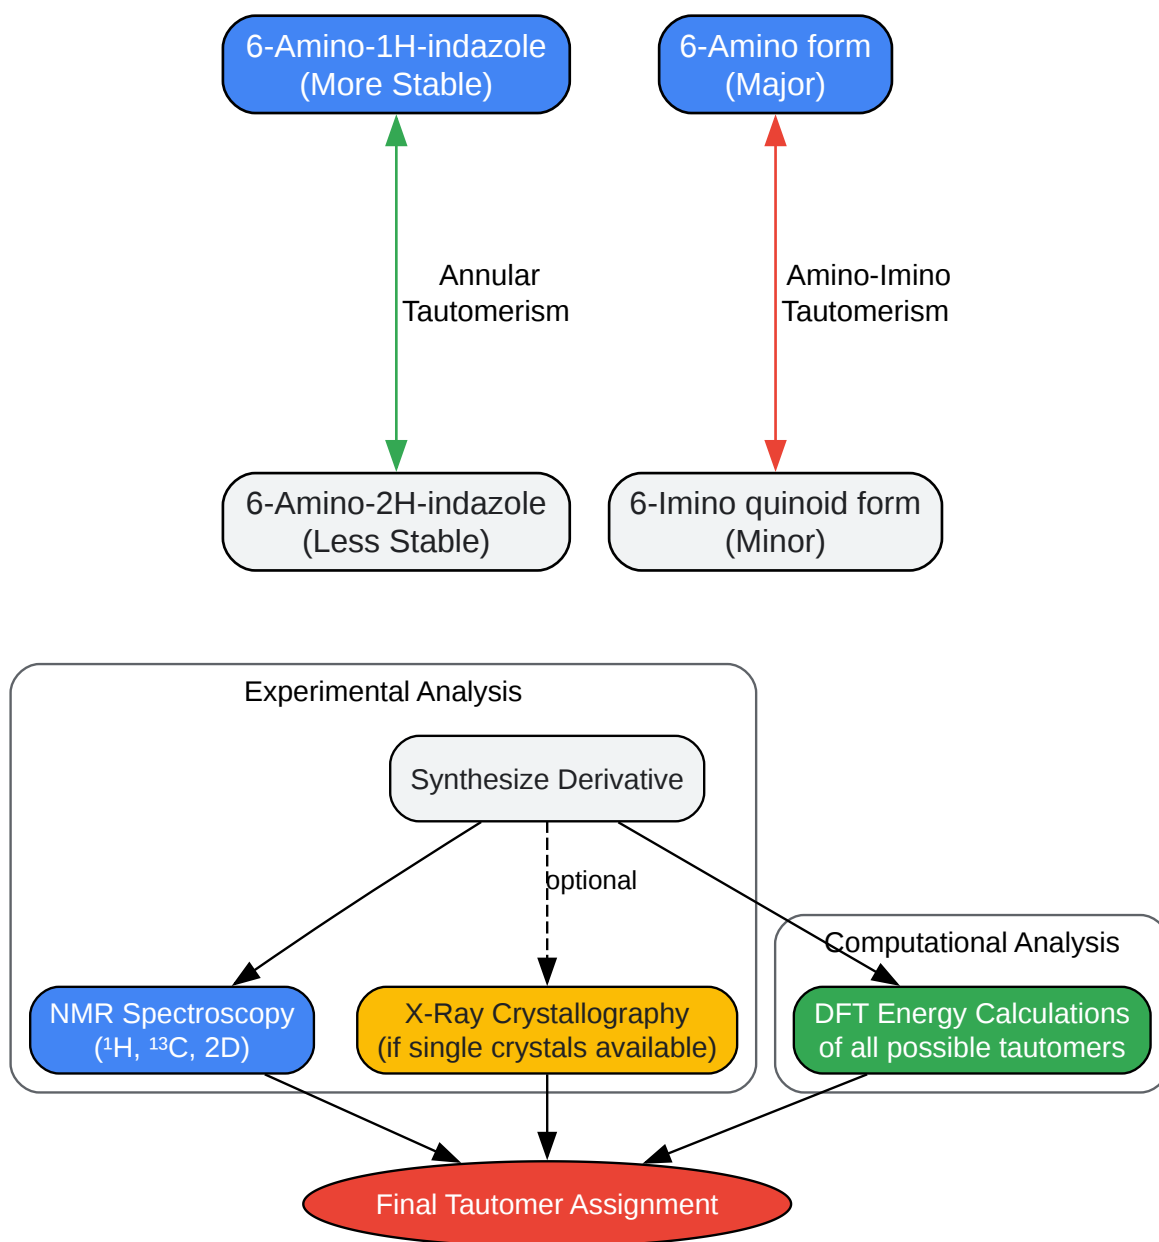 6-Amino-1H-indazole
(More Stable)
6-Amino form
(Major)
Annular
Tautomerism
Amino-Imino
Tautomerism
6-Amino-2H-indazole
(Less Stable)
6-Imino quinoid form
(Minor)
Experimental Analysis
Synthesize Derivative
optional
Computational Analysis
NMR Spectroscopy
(¹H, ¹³C, 2D)
X-Ray Crystallography
(if single crystals available)
DFT Energy Calculations
of all possible tautomers
Final Tautomer Assignment